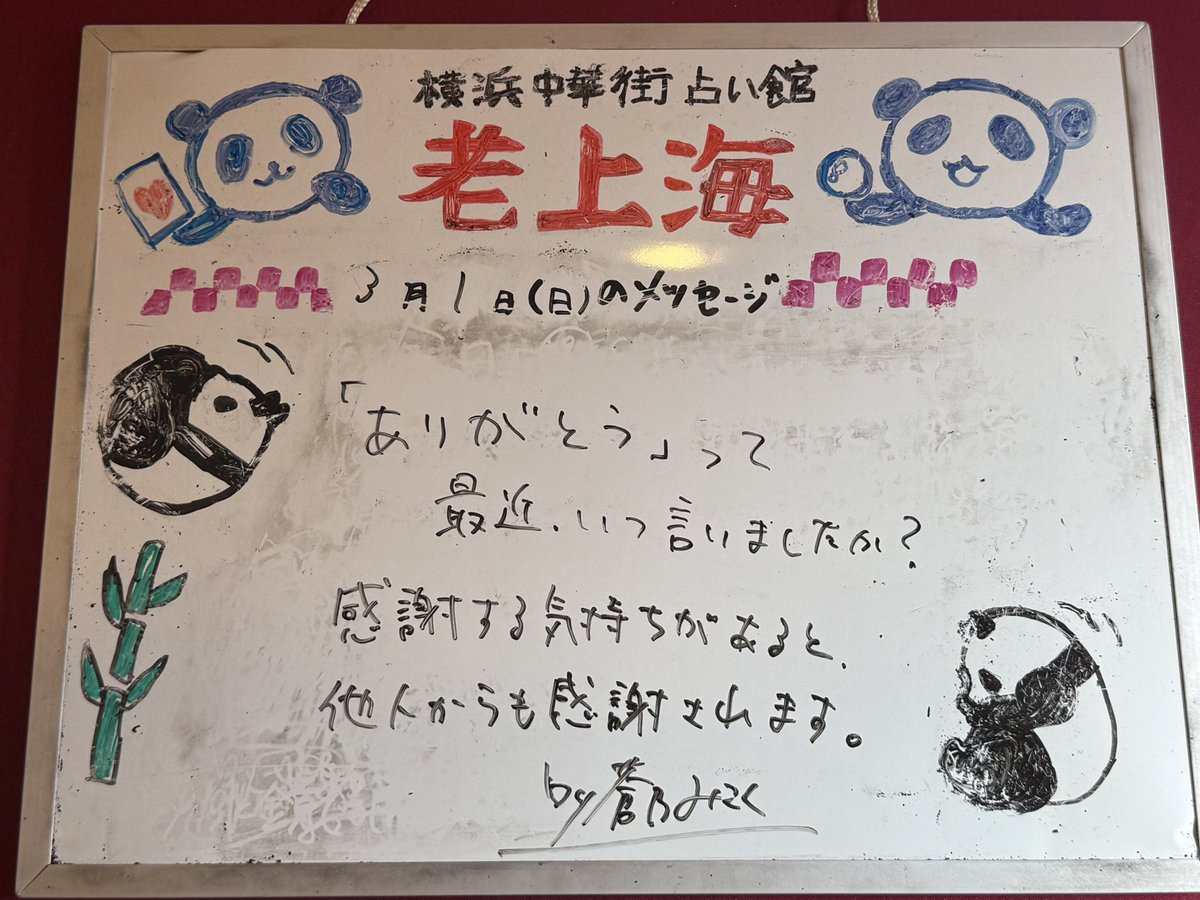 横浜中華街占い館
老上海
3月1日(日)のメッセージ
「ありがとう」って
最近、いつ言いましたか?
感謝する気持ちがあると、
他人からも感謝されます。
by 蒼乃みにく